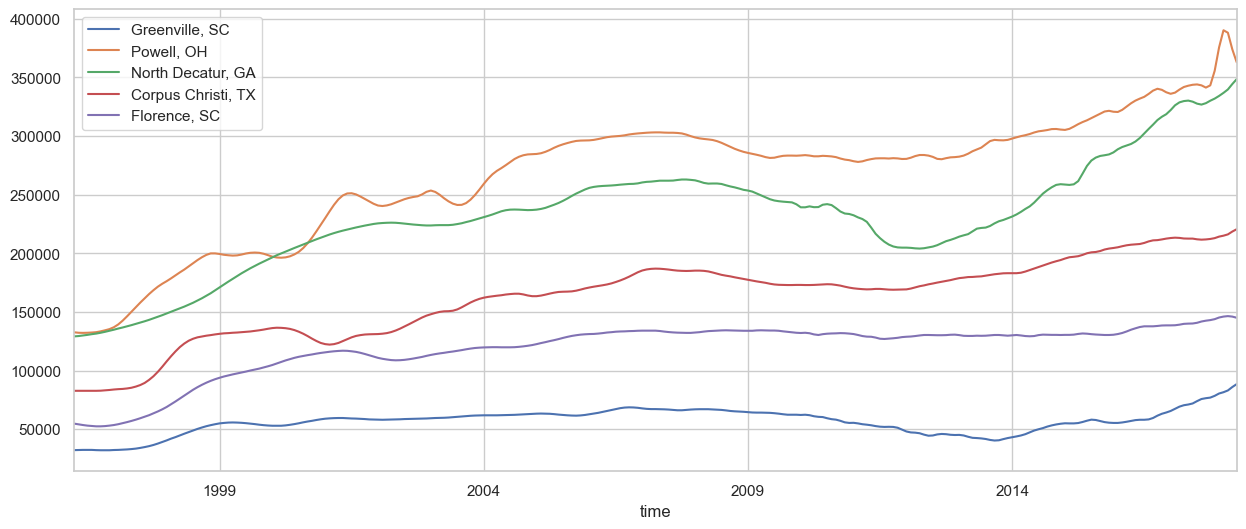 400000
350000
300000
250000
200000
150000
100000
50000
Greenville, SC
Powell, OH
North Decatur, GA
Corpus Christi, TX
Florence, SC
1999
2004
2009
2014
time